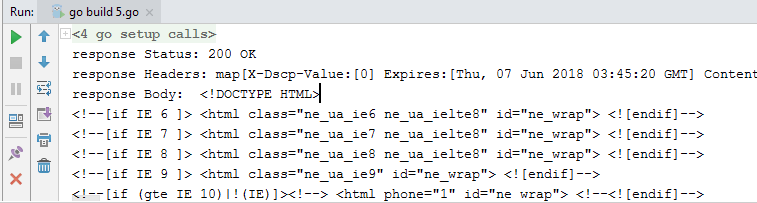 Run: go build 5.go
<4 go setup calls>
response Status: 200 OK
response Headers: map[X-Dscp-Value:[0] Expires:[Thu, 07 Jun 2018 03:45:20 GMT] Content
response Body:  <!DOCTYPE HTML>
<!--[if IE 6 ]> <html class="ne_ua_ie6 ne_ua_ielte8" id="ne_wrap"> <![endif]-->
<!--[if IE 7 ]> <html class="ne_ua_ie7 ne_ua_ielte8" id="ne_wrap"> <![endif]-->
<!--[if IE 8 ]> <html class="ne_ua_ie8 ne_ua_ielte8" id="ne_wrap"> <![endif]-->
<!--[if IE 9 ]> <html class="ne_ua_ie9" id="ne_wrap"> <![endif]-->
<!--[if (gte IE 10)|!(IE)]><!--> <html phone="1" id="ne_wrap"> <!--<![endif]-->